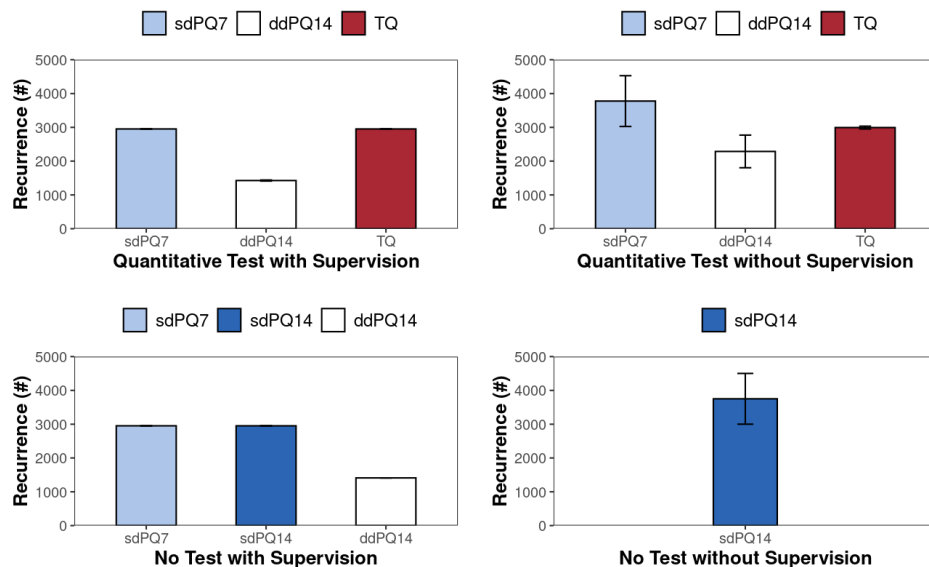 sdPQ7 ddPQ14 TQ
Recurrence (#)
5000
4000
3000
2000
1000
0
sdPQ7 ddPQ14 TQ
Quantitative Test with Supervision
sdPQ7 ddPQ14 TQ
Recurrence (#)
5000
4000
3000
2000
1000
0
sdPQ7 ddPQ14 TQ
Quantitative Test without Supervision
sdPQ7 sdPQ14 ddPQ14
Recurrence (#)
5000
4000
3000
2000
1000
0
sdPQ7 sdPQ14 ddPQ14
No Test with Supervision
sdPQ14
Recurrence (#)
5000
4000
3000
2000
1000
0
sdPQ14
No Test without Supervision